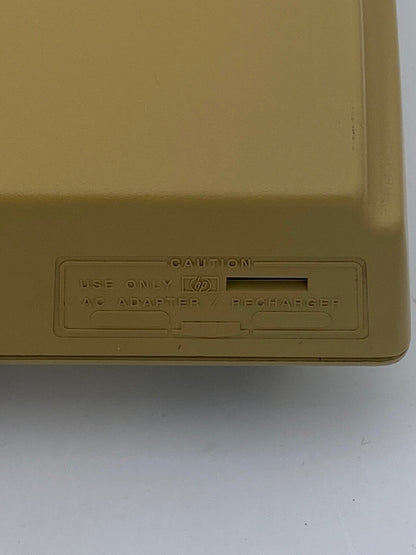 CAUTION
USE ONLY hp
AC ADAPTER / RECHARGER